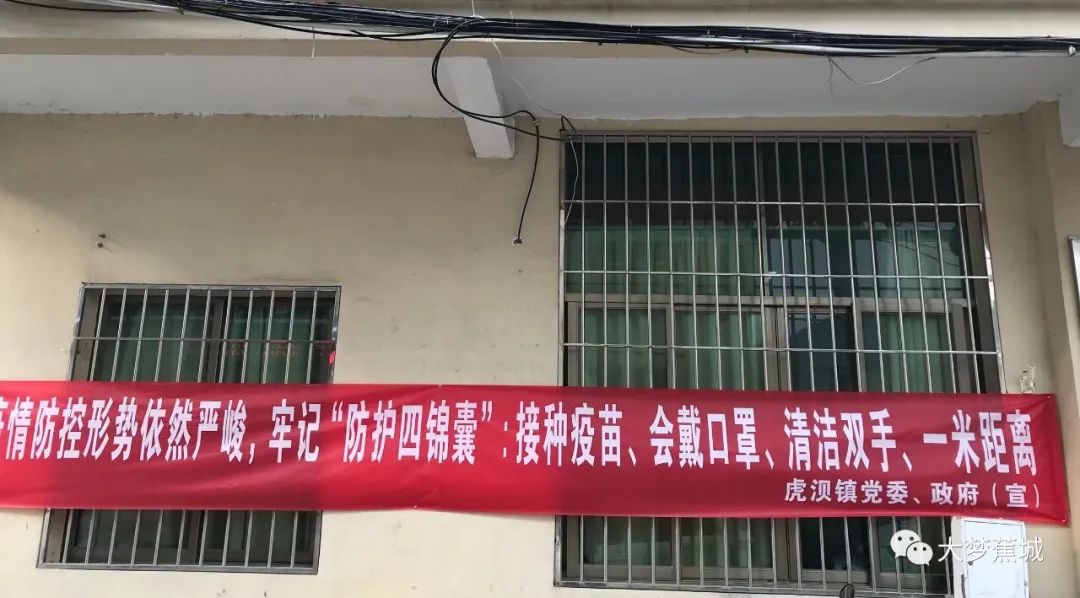 情防控形势依然严峻，牢记“防护四锦囊”：接种疫苗、会戴口罩、清洁双手、一米距离
虎浿镇党委、政府（宣）
大梦蕉城